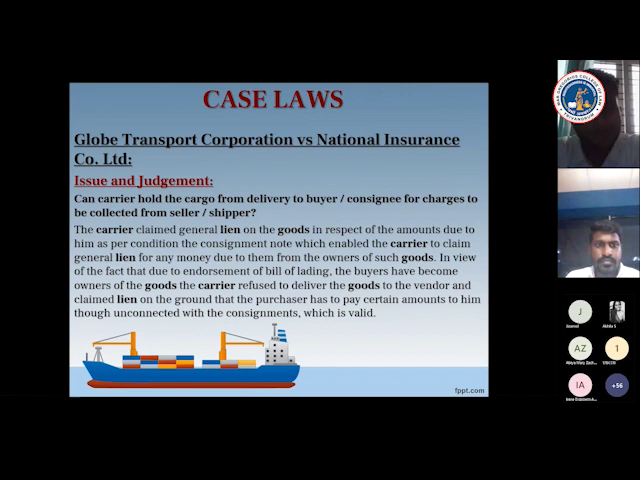 CASE LAWS
Globe Transport Corporation vs National Insurance
Co. Ltd:
Issue and Judgement:
Can carrier hold the cargo from delivery to buyer / consignee for charges to
be collected from seller / shipper?
The carrier claimed general lien on the goods in respect of the amounts due to
him as per condition the consignment note which enabled the carrier to claim
general lien for any money due to them from the owners of such goods. In view
of the fact that due to endorsement of bill of lading, the buyers have become
owners of the goods the carrier refused to deliver the goods to the vendor and
claimed lien on the ground that the purchaser has to pay certain amounts to him
though unconnected with the consignments, which is valid.
fppt.com
MAR GREGORIOS COLLEGE OF LAW
TRIVANDRUM
J
AZ
1
IA
+56